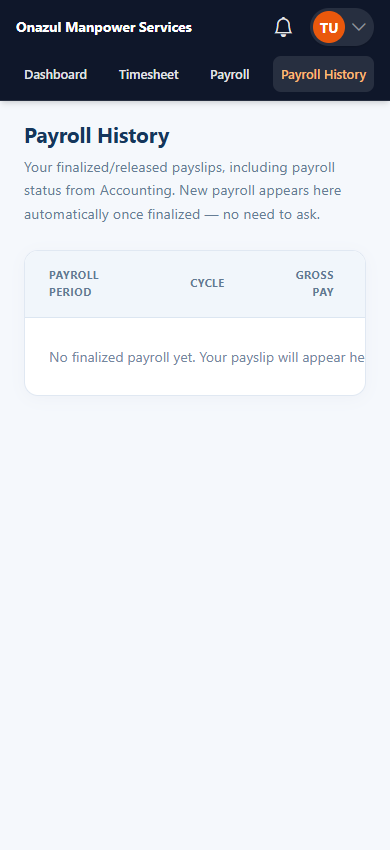 Onazul Manpower Services
TU
Dashboard Timesheet Payroll Payroll History
Payroll History
Your finalized/released payslips, including payroll
status from Accounting. New payroll appears here
automatically once finalized — no need to ask.
PAYROLL PERIOD
CYCLE
GROSS PAY
No finalized payroll yet. Your payslip will appear he